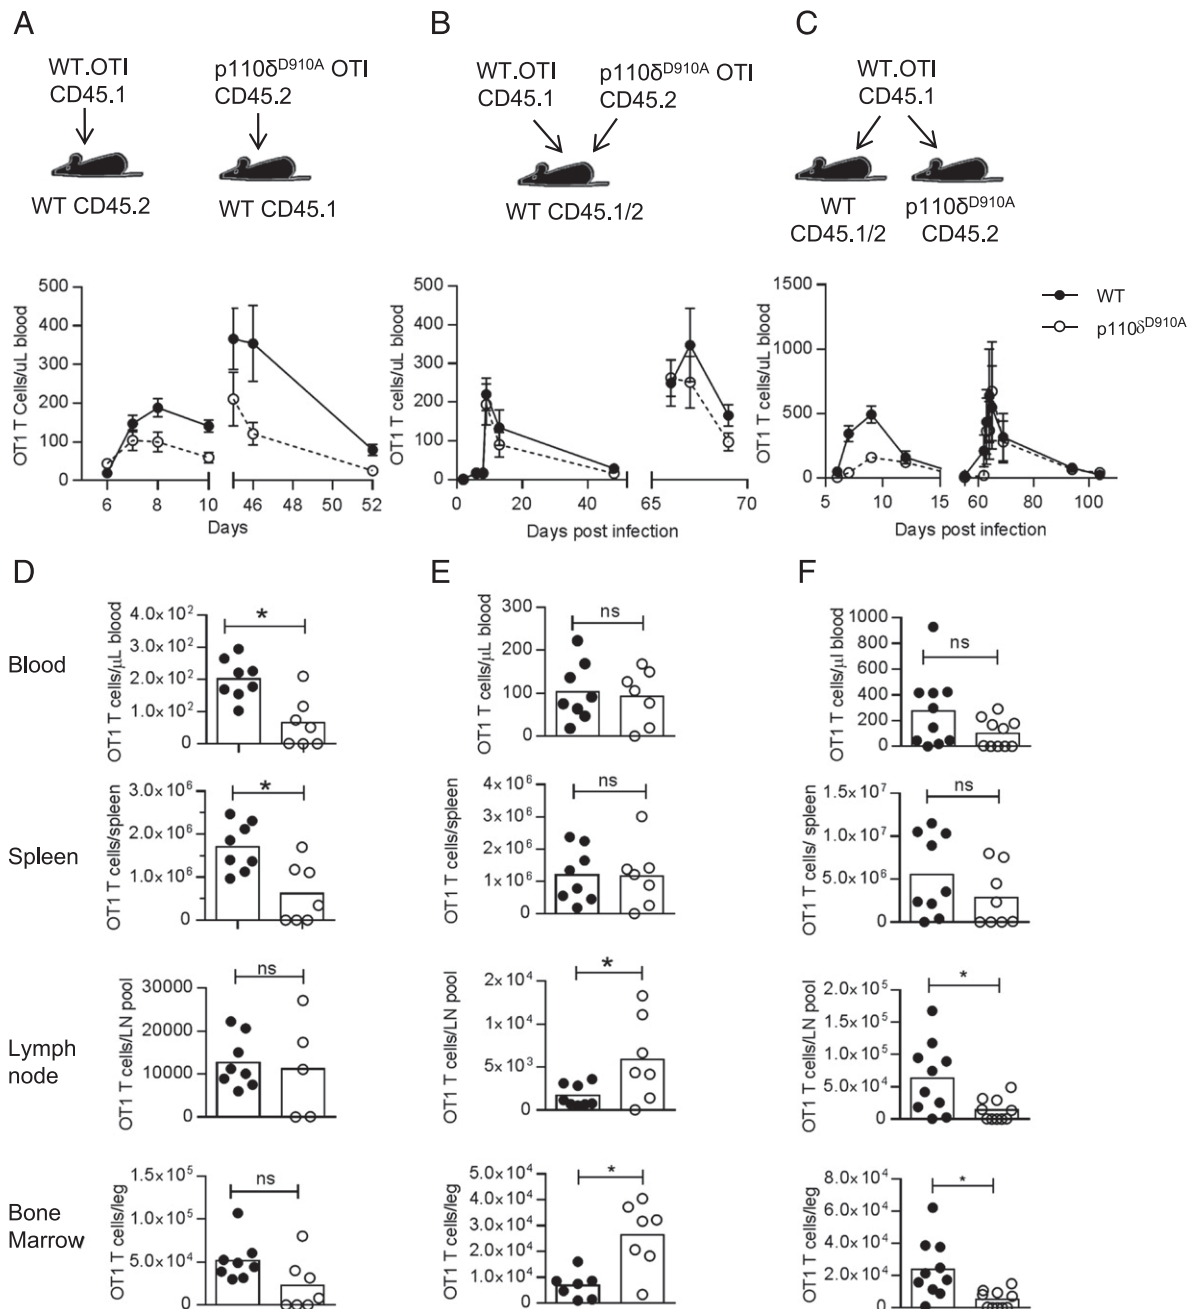 A
WT.OTI
CD45.1
p110δD910A OTI
CD45.2
WT CD45.2
WT CD45.1
B
WT.OTI
CD45.1
p110δD910A OTI
CD45.2
WT CD45.1/2
C
WT.OTI
CD45.1
WT
CD45.1/2
p110δD910A
CD45.2
OT1 T Cells/uL blood
500
400
300
200
100
0
6
8
10
46
48
50
52
Days
OT1 T cells/uL blood
500
400
300
200
100
0
0
20
40
65
70
Days post infection
OT1 T cells/uL blood
1500
1000
500
0
5
10
15
60
80
100
Days post infection
WT
p110δD910A
D
E
F
Blood
OT1 T cells/μL blood
4.0×10²
3.0×10²
2.0×10²
1.0×10²
0
*
OT1 T cells/μL blood
300
200
100
0
ns
OT1 T cells/μl blood
1000
800
600
400
200
0
ns
Spleen
OT1 T cells/spleen
3.0×10⁶
2.0×10⁶
1.0×10⁶
0
*
OT1 T cells/spleen
4×10⁶
3×10⁶
2×10⁶
1×10⁶
0
ns
OT1 T cells/ spleen
1.5×10⁷
1.0×10⁷
5.0×10⁶
0
ns
Lymph
node
OT1 T cells/LN pool
30000
20000
10000
0
ns
OT1 T cells/LN pool
2×10⁴
1×10⁴
5×10³
0
*
OT1 T cells/LN pool
2.0×10⁵
1.5×10⁵
1.0×10⁵
5.0×10⁴
0
*
Bone
Marrow
OT1 T cells/leg
1.5×10⁵
1.0×10⁵
5.0×10⁴
0
ns
OT1 T cells/leg
5.0×10⁴
4.0×10⁴
3.0×10⁴
2.0×10⁴
1.0×10⁴
0
*
OT1 T cells/leg
8.0×10⁴
6.0×10⁴
4.0×10⁴
2.0×10⁴
0
*